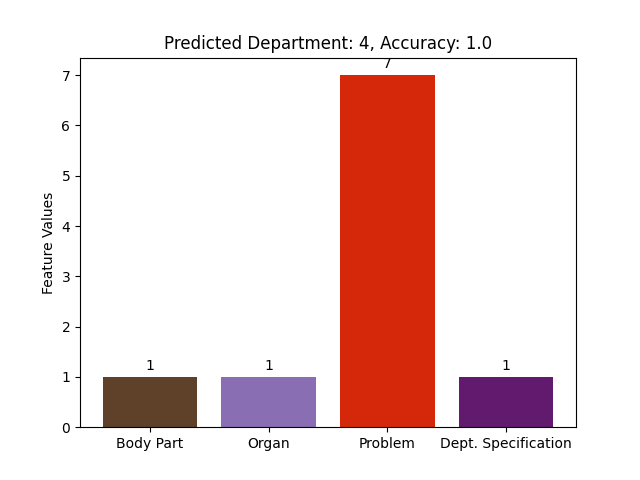 Predicted Department: 4, Accuracy: 1.0
7
7
6
5
4
3
2
1
0
Feature Values
1
1
1
Body Part
Organ
Problem
Dept. Specification